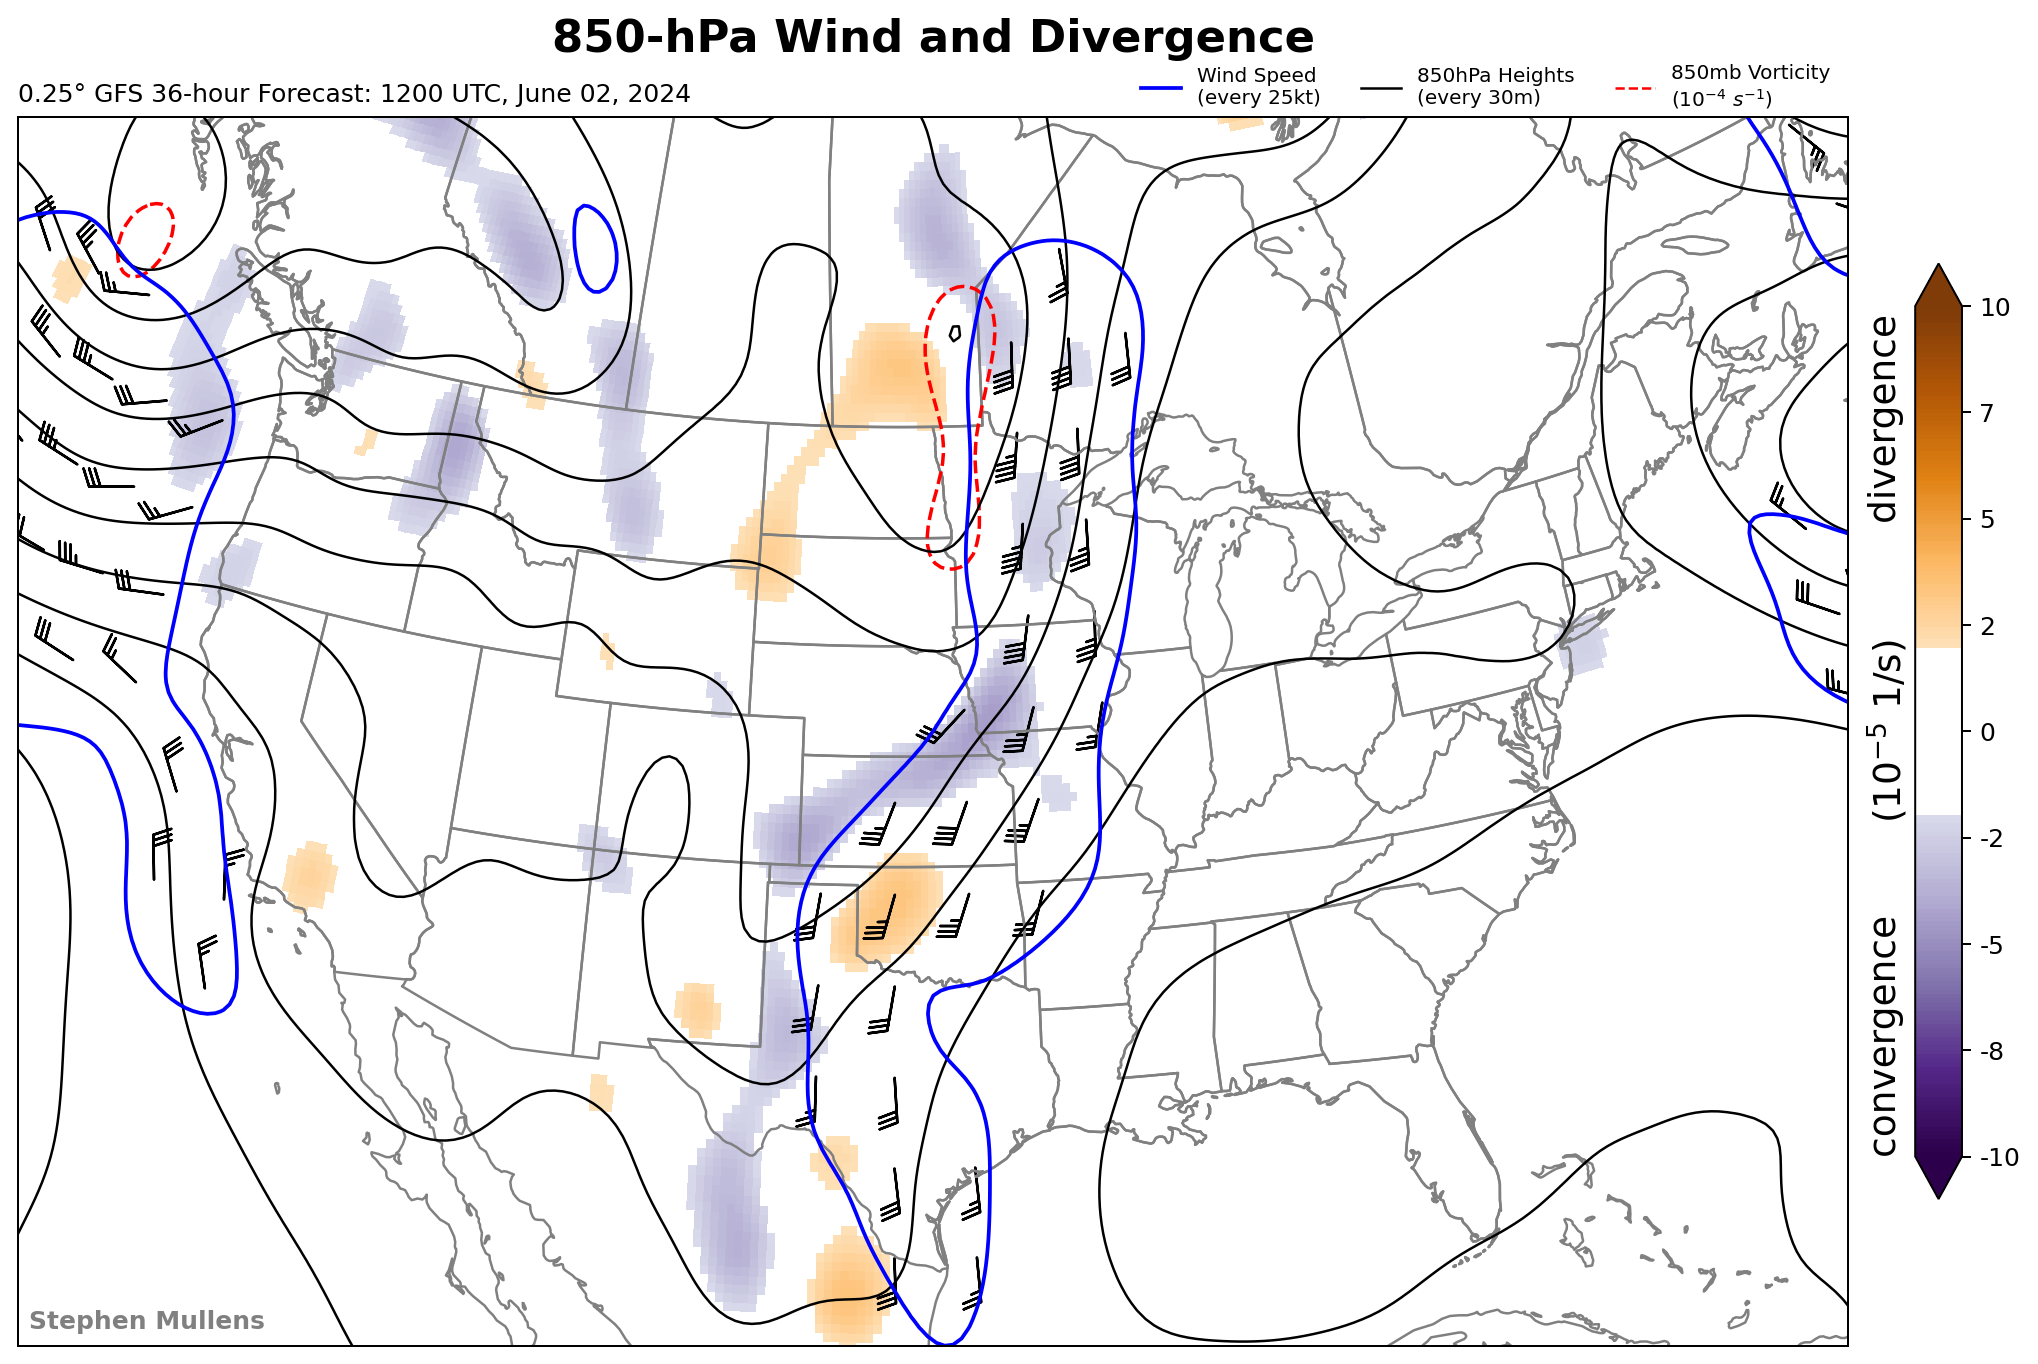 850-hPa Wind and Divergence
0.25° GFS 36-hour Forecast: 1200 UTC, June 02, 2024
Wind Speed
(every 25kt)
850hPa Heights
(every 30m)
850mb Vorticity
(10⁻⁴ s⁻¹)
10
7
5
2
0
-2
-5
-8
-10
convergence (10⁻⁵ 1/s) divergence
Stephen Mullens